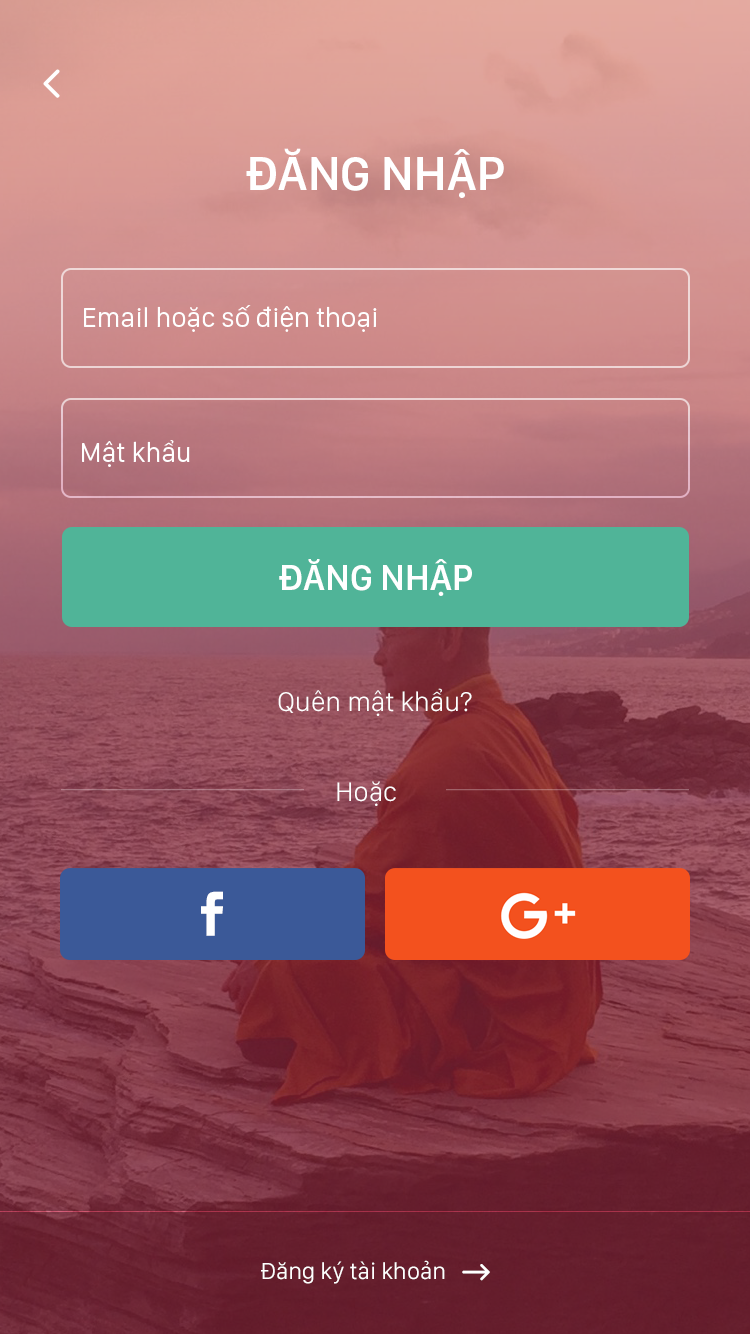 ĐĂNG NHẬP
Email hoặc số điện thoại
Mật khẩu
ĐĂNG NHẬP
Quên mật khẩu?
Hoặc
f G+
Đăng ký tài khoản